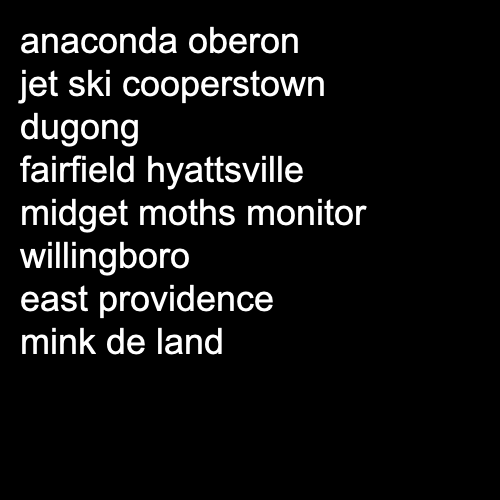 anaconda oberon
jet ski cooperstown
dugong
fairfield hyattsville
midget moths monitor
willingboro
east providence
mink de land